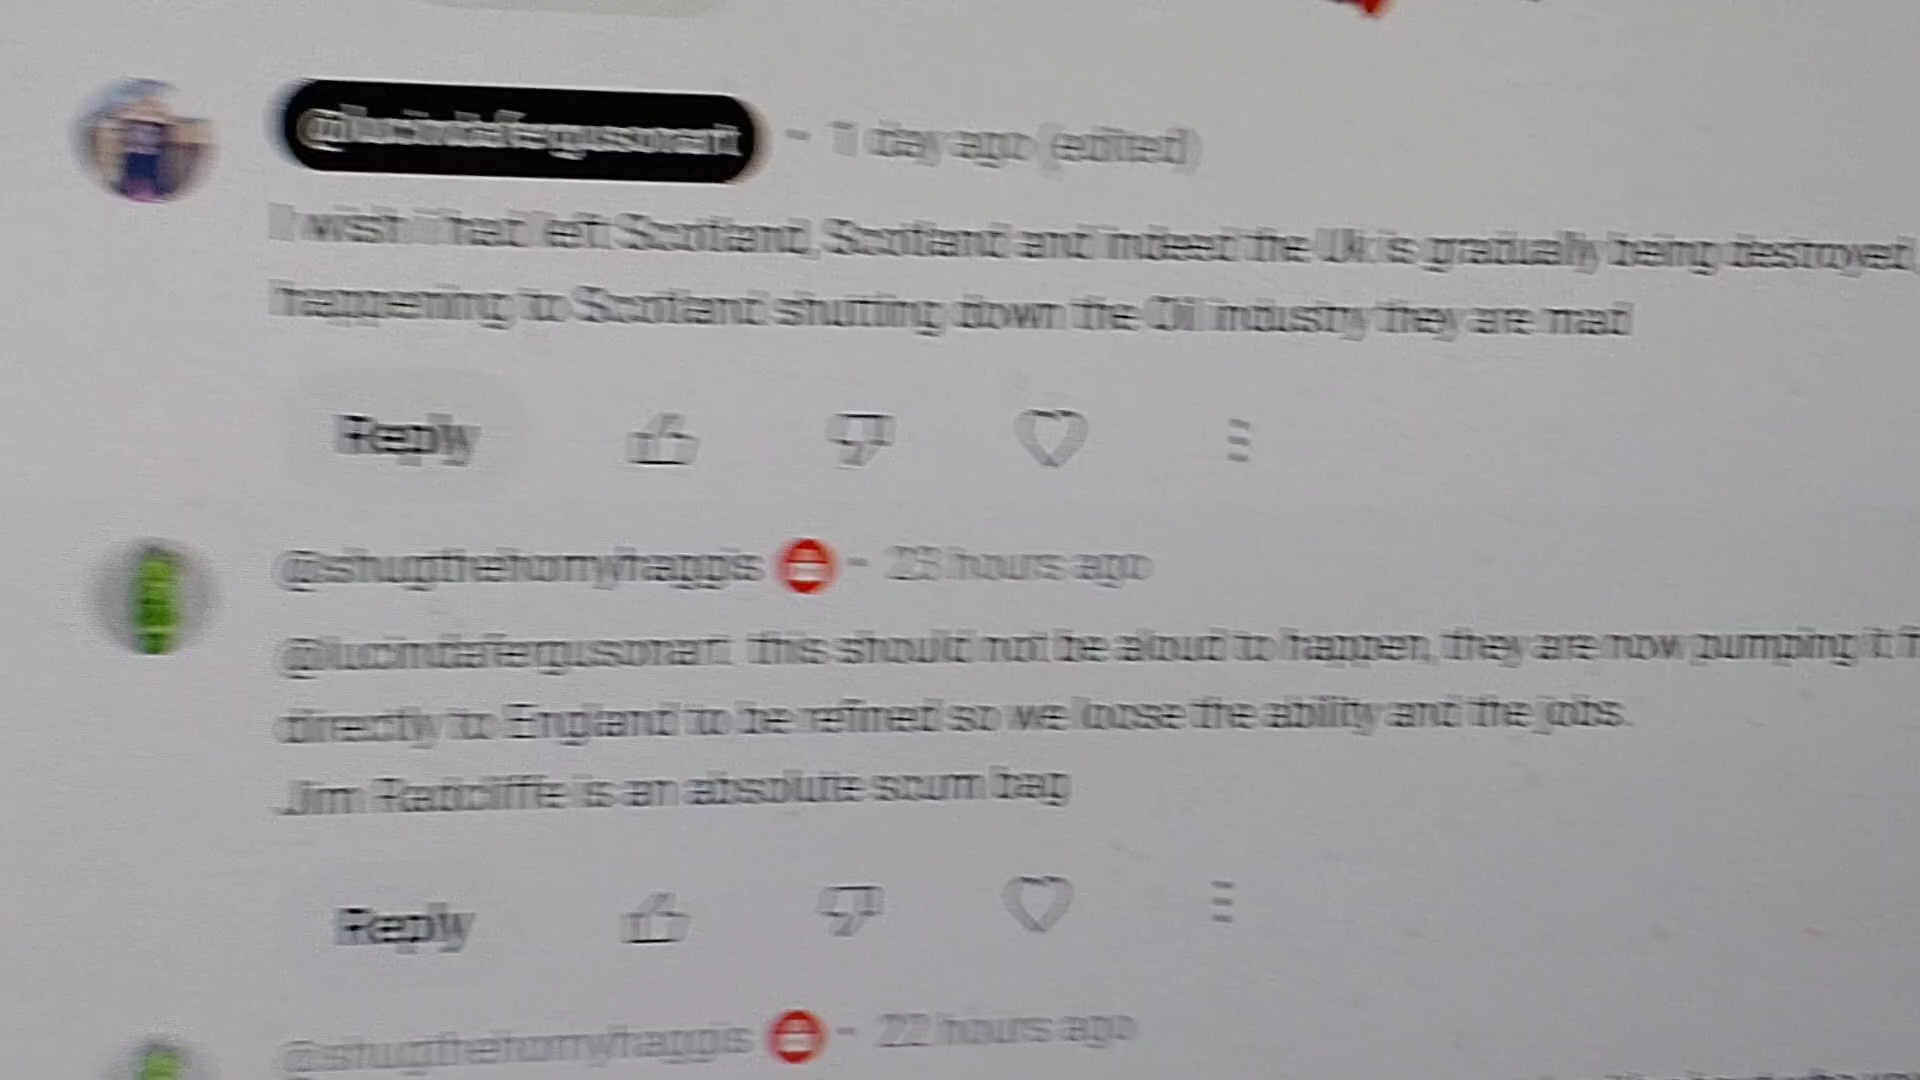 @lucindafergusonart - 1 day ago (edited)
I wish I had left Scotland, Scotland and indeed the Uk is gradually being destroyed,
happening to Scotland shutting down the Oil industry they are mad
Reply
@shugthehornyhaggis - 23 hours ago
@lucindafergusonart this should not be aloud to happen, they are now pumping it
directly to England to be refined so we loose the ability and the jobs.
Jim Ratcliffe is an absolute scum bag
Reply
@shugthehornyhaggis - 22 hours ago